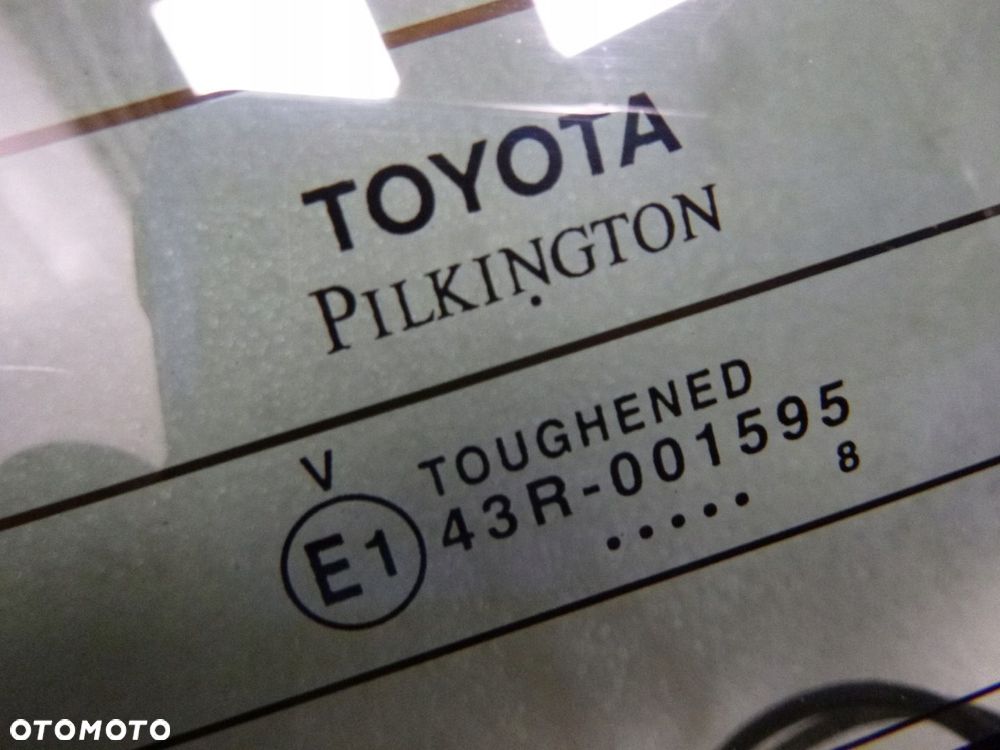 TOYOTA
PILKINGTON
.
V TOUGHENED
E1 43R-001595
..... 8
OTOMOTO